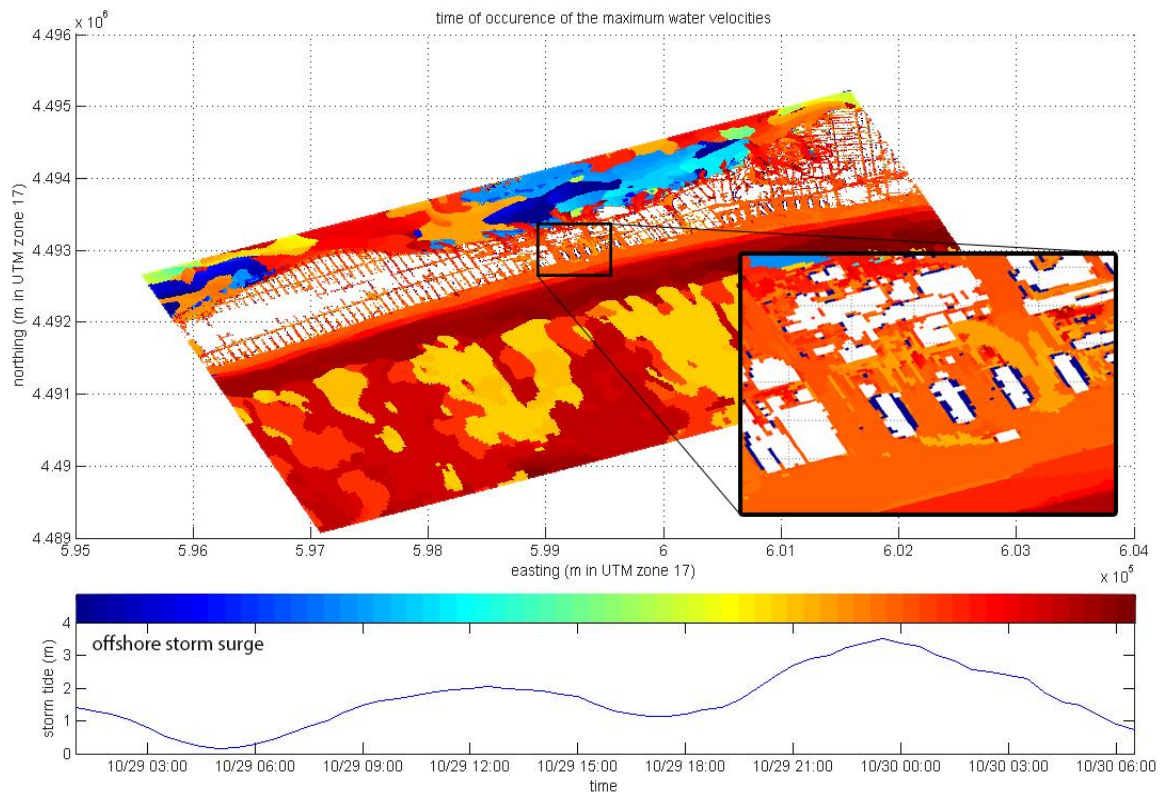 time of occurence of the maximum water velocities
x 10⁶
4.496
4.495
4.494
4.493
4.492
4.491
4.49
4.489
northing (m in UTM zone 17)
5.95 5.96 5.97 5.98 5.99 6 6.01 6.02 6.03 6.04
easting (m in UTM zone 17)
x 10⁵
offshore storm surge
4
3
2
1
0
storm tide (m)
10/29 03:00 10/29 06:00 10/29 09:00 10/29 12:00 10/29 15:00 10/29 18:00 10/29 21:00 10/30 00:00 10/30 03:00 10/30 06:00
time